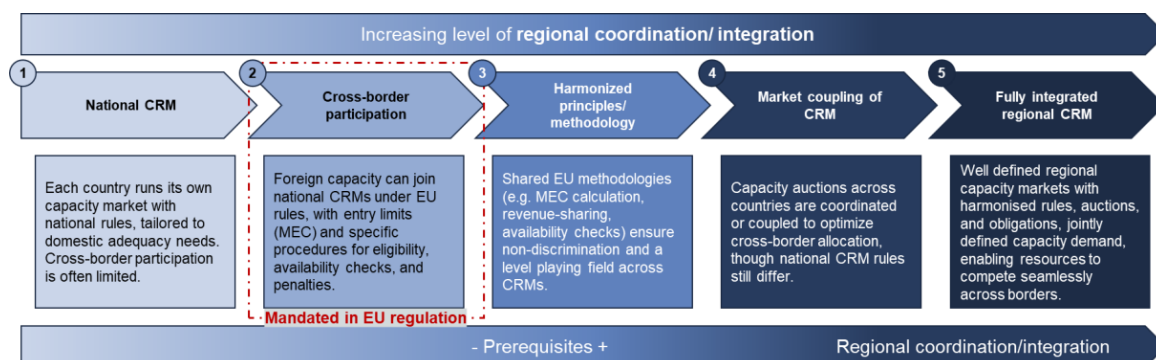 Increasing level of regional coordination/ integration
1
National CRM
2
Cross-border
participation
3
Harmonized
principles/
methodology
4
Market coupling of
CRM
5
Fully integrated
regional CRM
Each country runs its own
capacity market with
national rules, tailored to
domestic adequacy needs.
Cross-border participation
is often limited.
Foreign capacity can join
national CRMs under EU
rules, with entry limits
(MEC) and specific
procedures for eligibility,
availability checks, and
penalties.
Mandated in EU regulation
Shared EU methodologies
(e.g. MEC calculation,
revenue-sharing,
availability checks) ensure
non-discrimination and a
level playing field across
CRMs.
Capacity auctions across
countries are coordinated
or coupled to optimize
cross-border allocation,
though national CRM rules
still differ.
Well defined regional
capacity markets with
harmonised rules, auctions,
and obligations, jointly
defined capacity demand,
enabling resources to
compete seamlessly
across borders.
- Prerequisites +
Regional coordination/integration